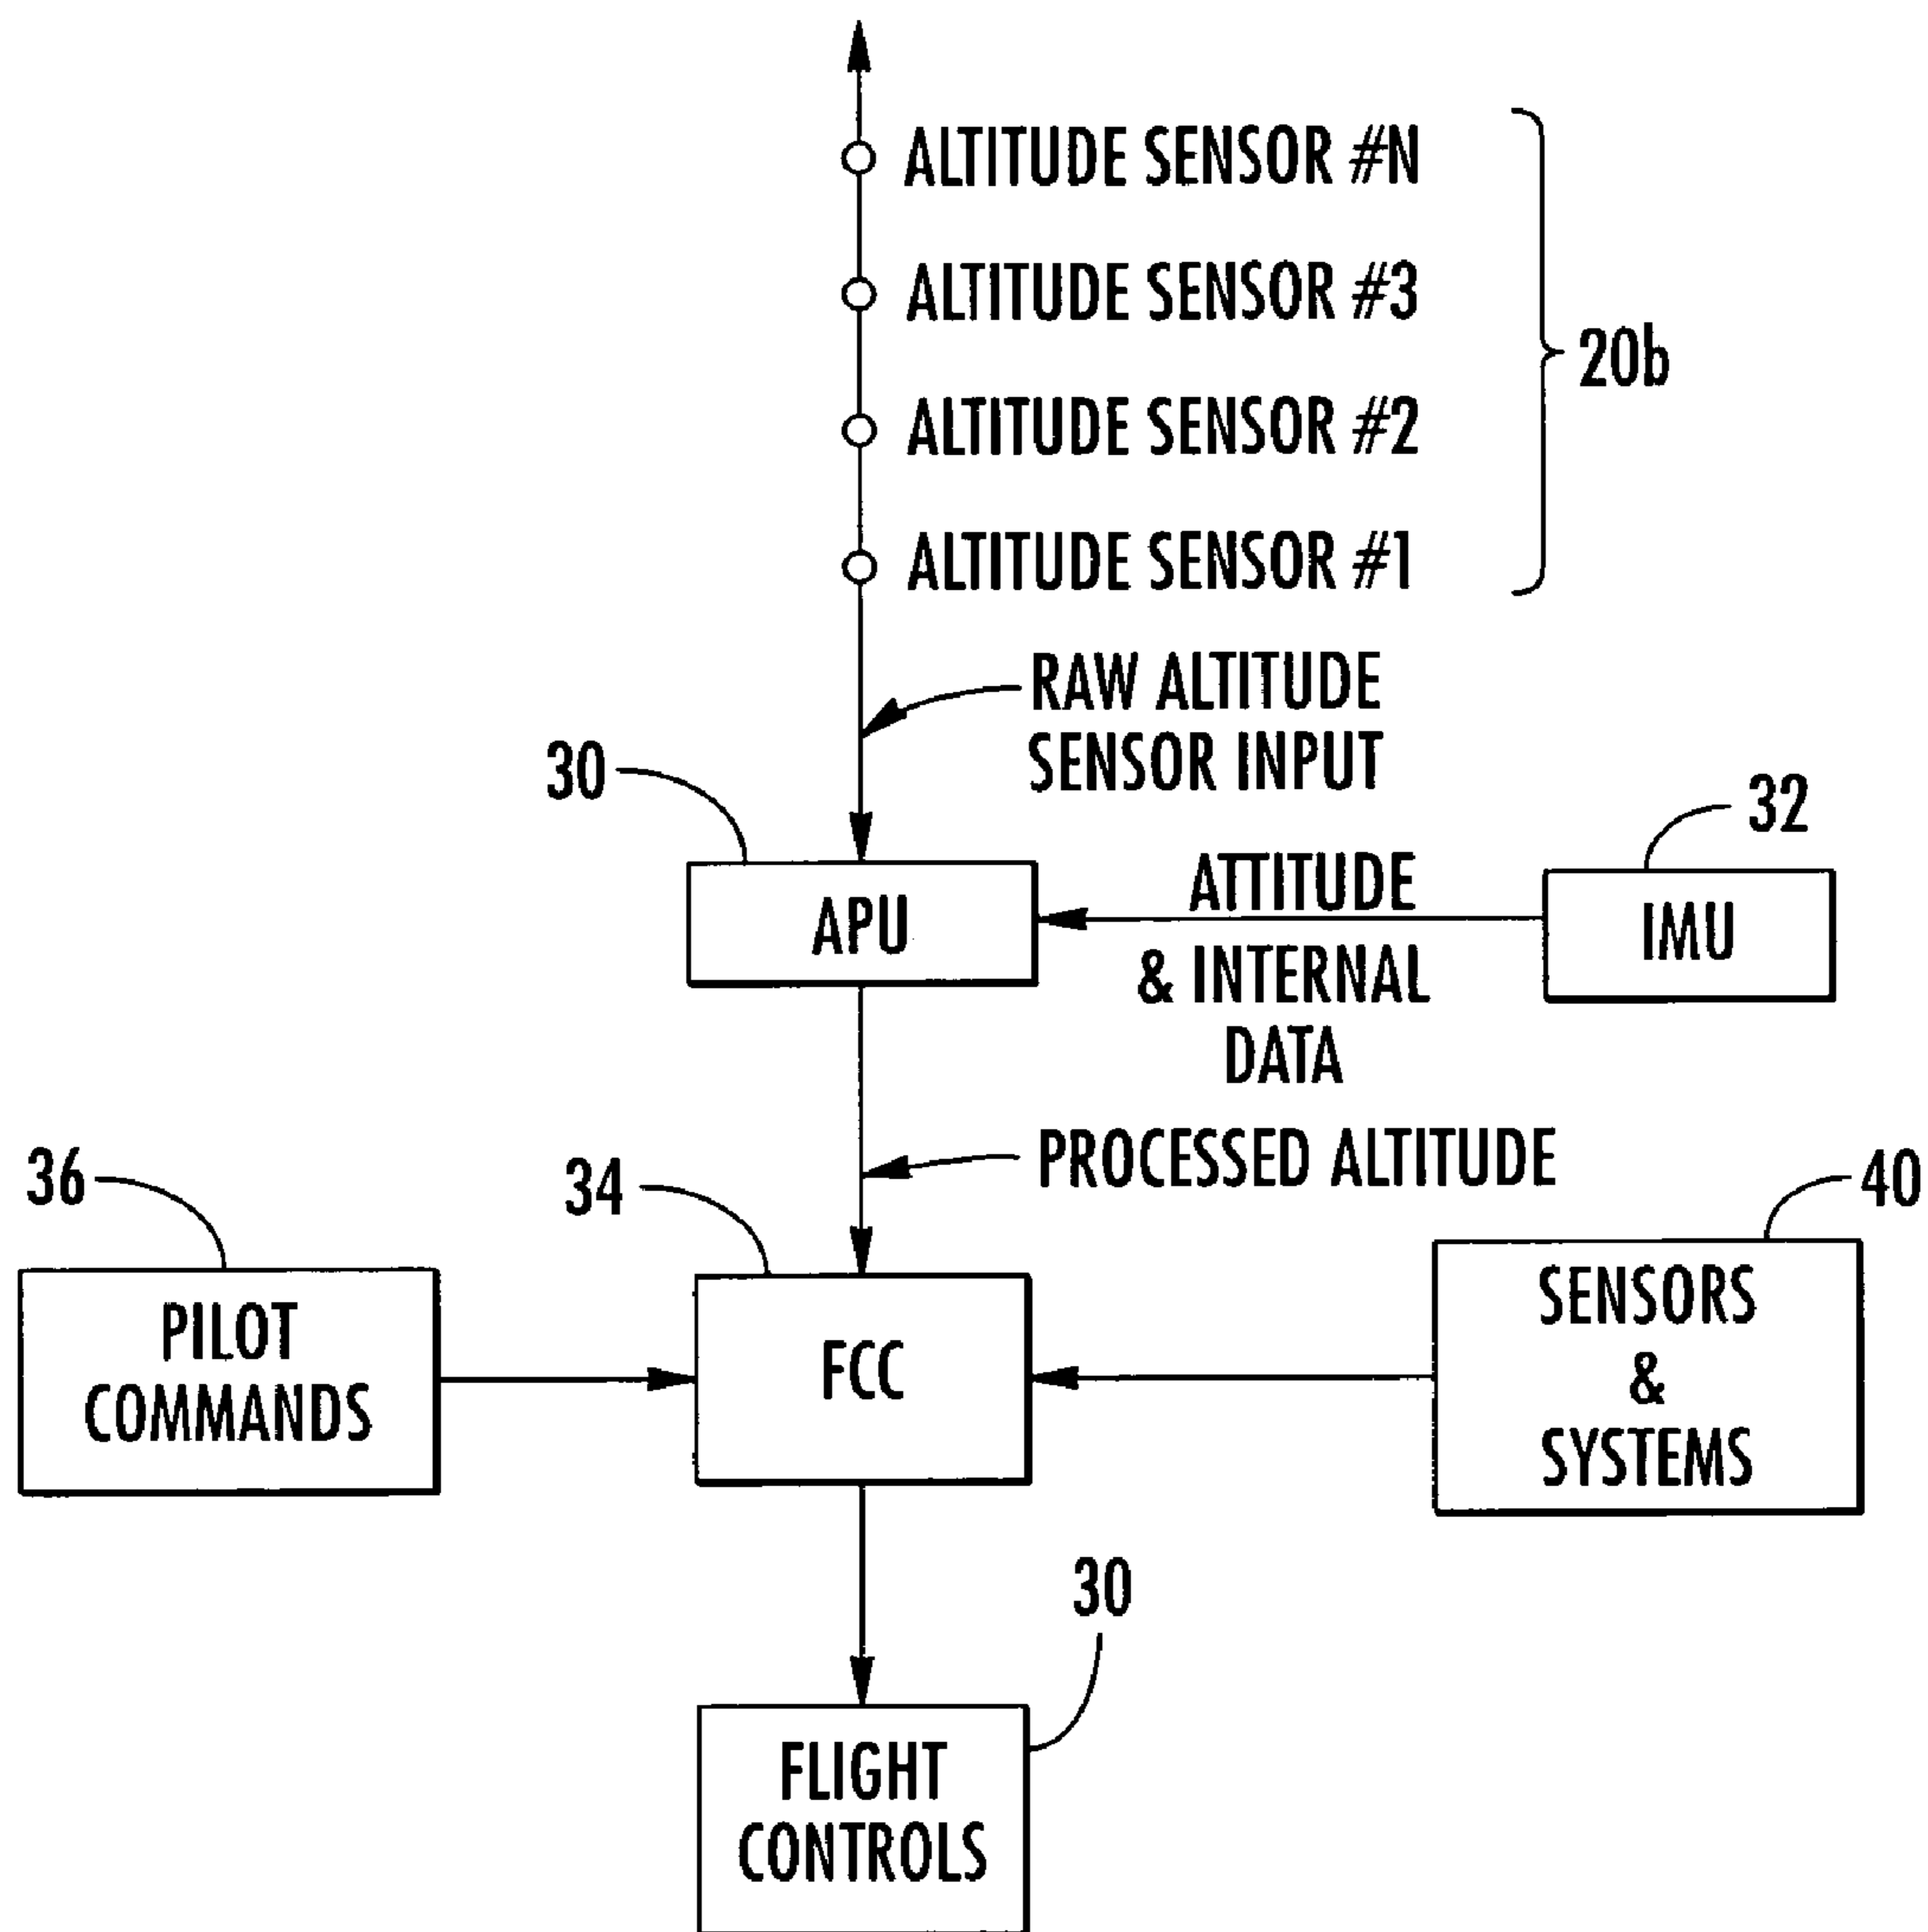 ALTITUDE SENSOR #N
ALTITUDE SENSOR #3
20b
ALTITUDE SENSOR #2
ALTITUDE SENSOR #1
RAW ALTITUDE
SENSOR INPUT
30
32
ATTITUDE
APU
IMU
& INTERNAL
DATA
PROCESSED ALTITUDE
36
34
40
PILOT
COMMANDS
FCC
SENSORS
&
SYSTEMS
30
FLIGHT
CONTROLS